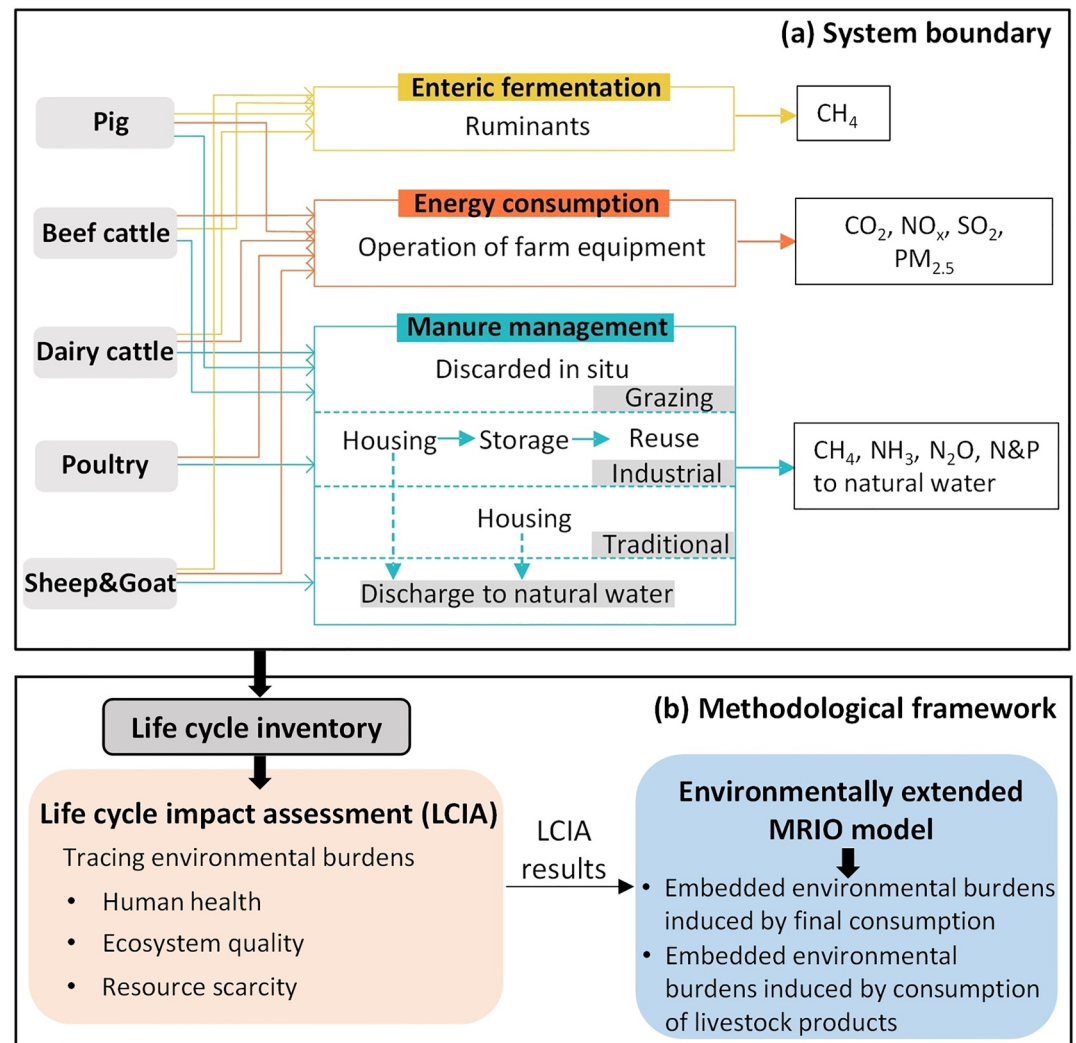 (a) System boundary
Pig
Beef cattle
Dairy cattle
Poultry
Sheep&Goat
Enteric fermentation
Ruminants
CH₄
Energy consumption
Operation of farm equipment
CO₂, NOₓ, SO₂,
PM₂.₅
Manure management
Discarded in situ
Grazing
Housing
Storage
Reuse
Industrial
Housing
Traditional
Discharge to natural water
CH₄, NH₃, N₂O, N&P
to natural water
(b) Methodological framework
Life cycle inventory
Life cycle impact assessment (LCIA)
Tracing environmental burdens
• Human health
• Ecosystem quality
• Resource scarcity
LCIA
results
Environmentally extended
MRIO model
• Embedded environmental burdens
induced by final consumption
• Embedded environmental
burdens induced by consumption
of livestock products